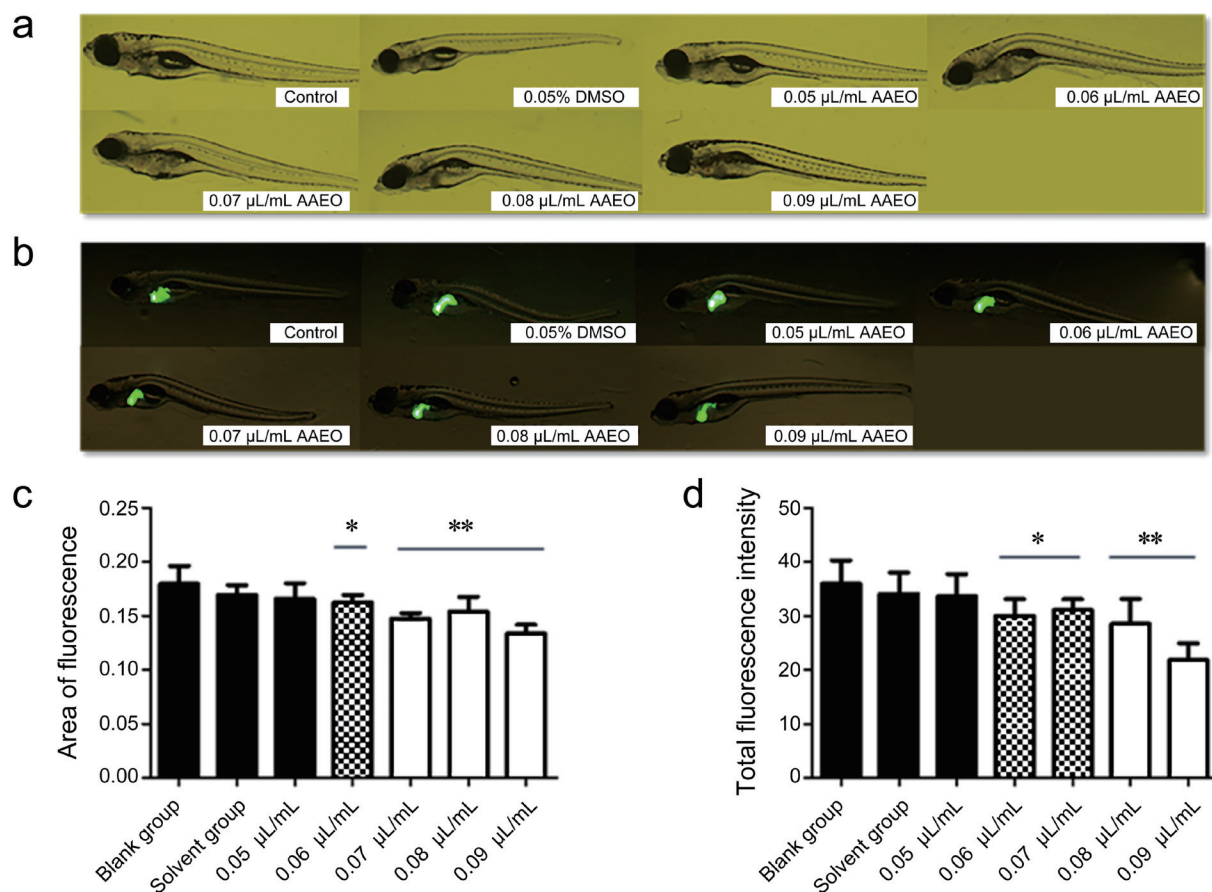 a
Control
0.05% DMSO
0.05 µL/mL AAEO
0.06 µL/mL AAEO
0.07 µL/mL AAEO
0.08 µL/mL AAEO
0.09 µL/mL AAEO
b
Control
0.05% DMSO
0.05 µL/mL AAEO
0.06 µL/mL AAEO
0.07 µL/mL AAEO
0.08 µL/mL AAEO
0.09 µL/mL AAEO
c
Area of fluorescence
0.25
0.20
0.15
0.10
0.05
0.00
*
**
Blank group
Solvent group
0.05 µL/mL
0.06 µL/mL
0.07 µL/mL
0.08 µL/mL
0.09 µL/mL
d
Total fluorescence intensity
50
40
30
20
10
0
*
**
Blank group
Solvent group
0.05 µL/mL
0.06 µL/mL
0.07 µL/mL
0.08 µL/mL
0.09 µL/mL